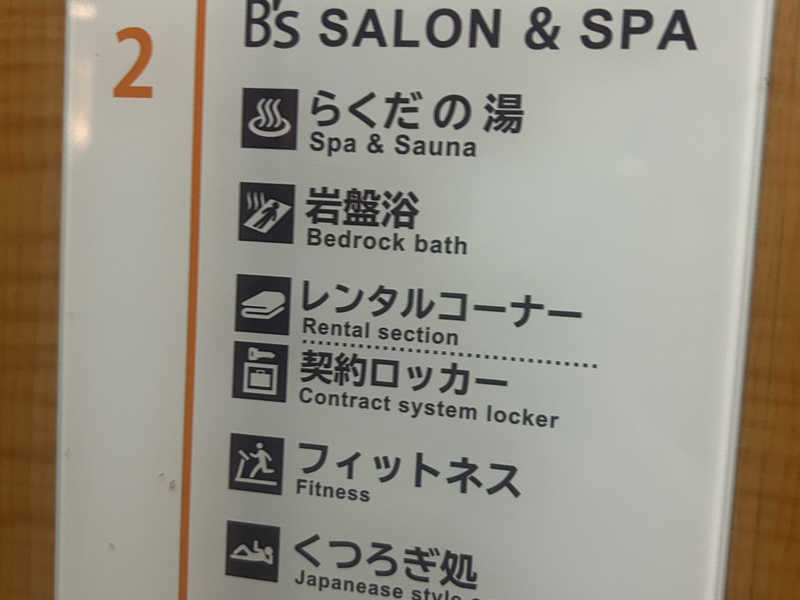 2
B's SALON & SPA
らくだの湯
Spa & Sauna
岩盤浴
Bedrock bath
レンタルコーナー
Rental section
契約ロッカー
Contract system locker
フィットネス
Fitness
くつろぎ処
Japanease style